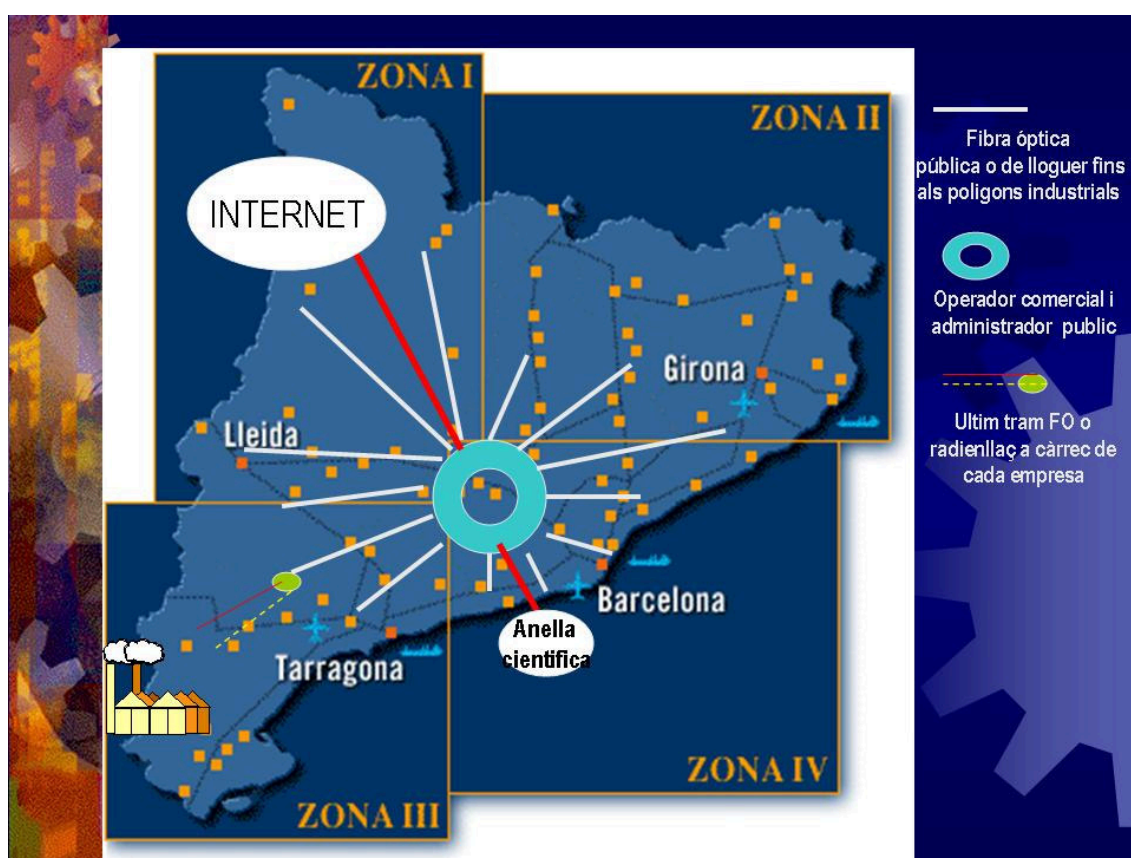 ZONA I
ZONA II
INTERNET
Lleida
Girona
Barcelona
Anella
cientifica
Tarragona
ZONA III
ZONA IV
Fibra óptica
pública o de lloguer fins
als poligons industrials
Operador comercial i
administrador public
Ultim tram FO o
radienllaç a càrrec de
cada empresa